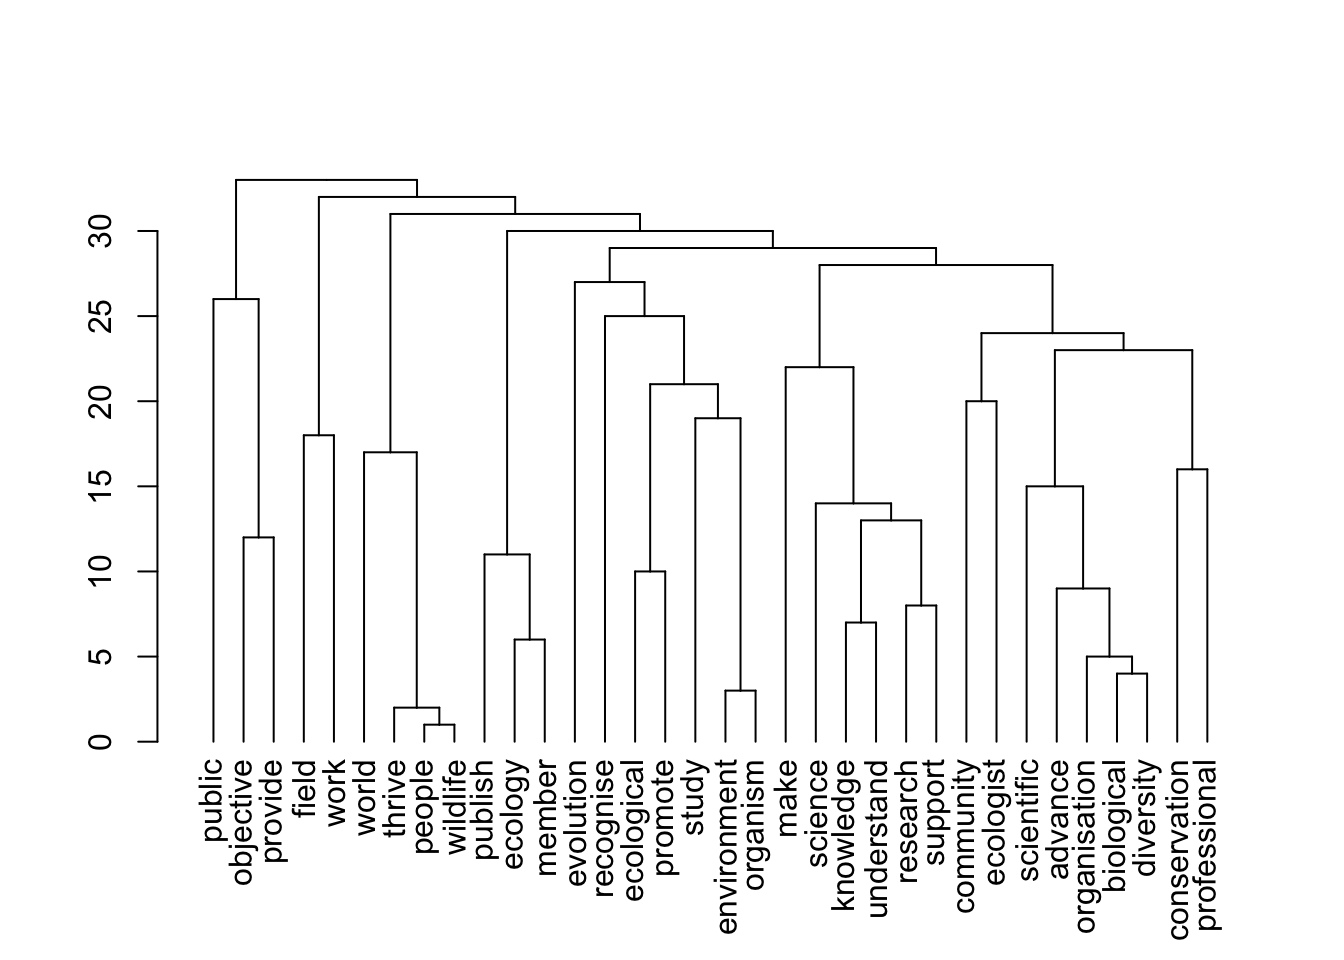 30
25
20
15
10
5
0
public
objective
provide
field
work
world
thrive
people
wildlife
publish
ecology
member
evolution
recognise
ecological
promote
study
environment
organism
make
science
knowledge
understand
research
support
community
ecologist
scientific
advance
organisation
biological
diversity
conservation
professional